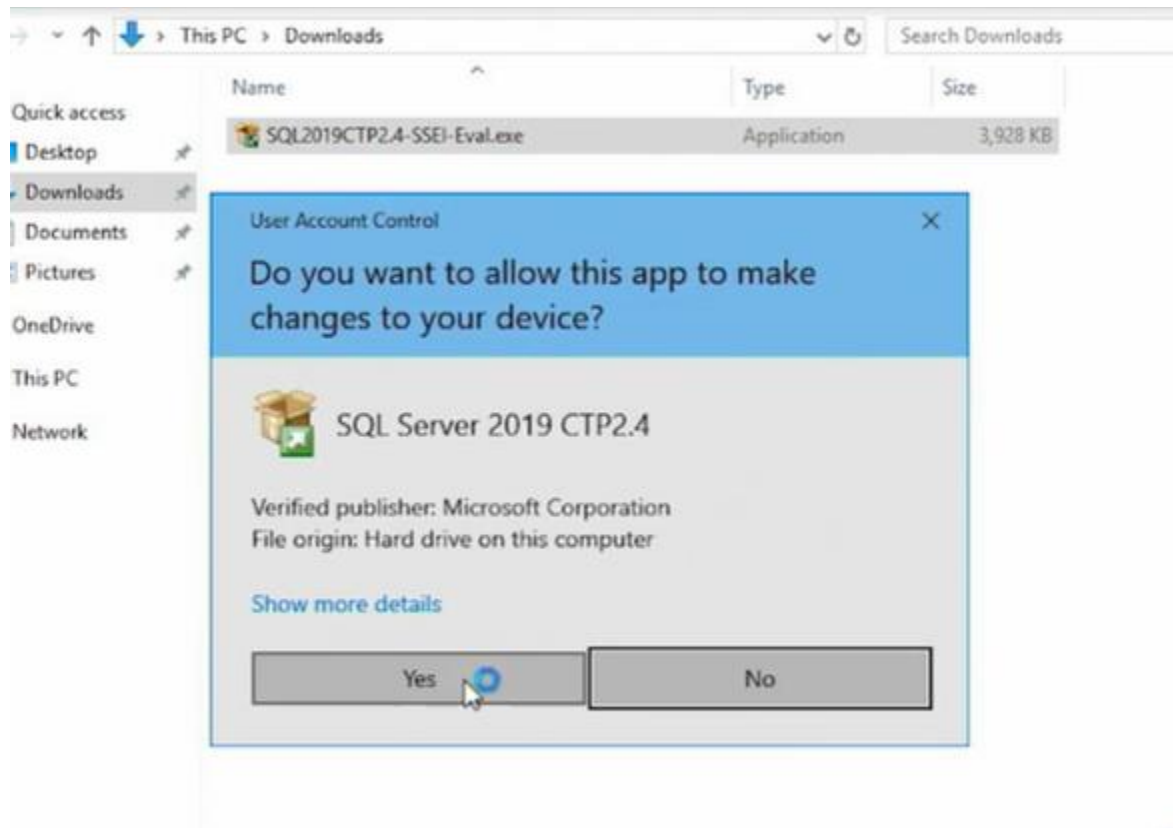 This PC > Downloads
Search Downloads
Name Type Size
Quick access
SQL2019CTP2.4-SSEI-Eval.exe Application 3,928 KB
Desktop
Downloads
Documents
Pictures
OneDrive
This PC
Network
User Account Control
Do you want to allow this app to make
changes to your device?
SQL Server 2019 CTP2.4
Verified publisher: Microsoft Corporation
File origin: Hard drive on this computer
Show more details
Yes No